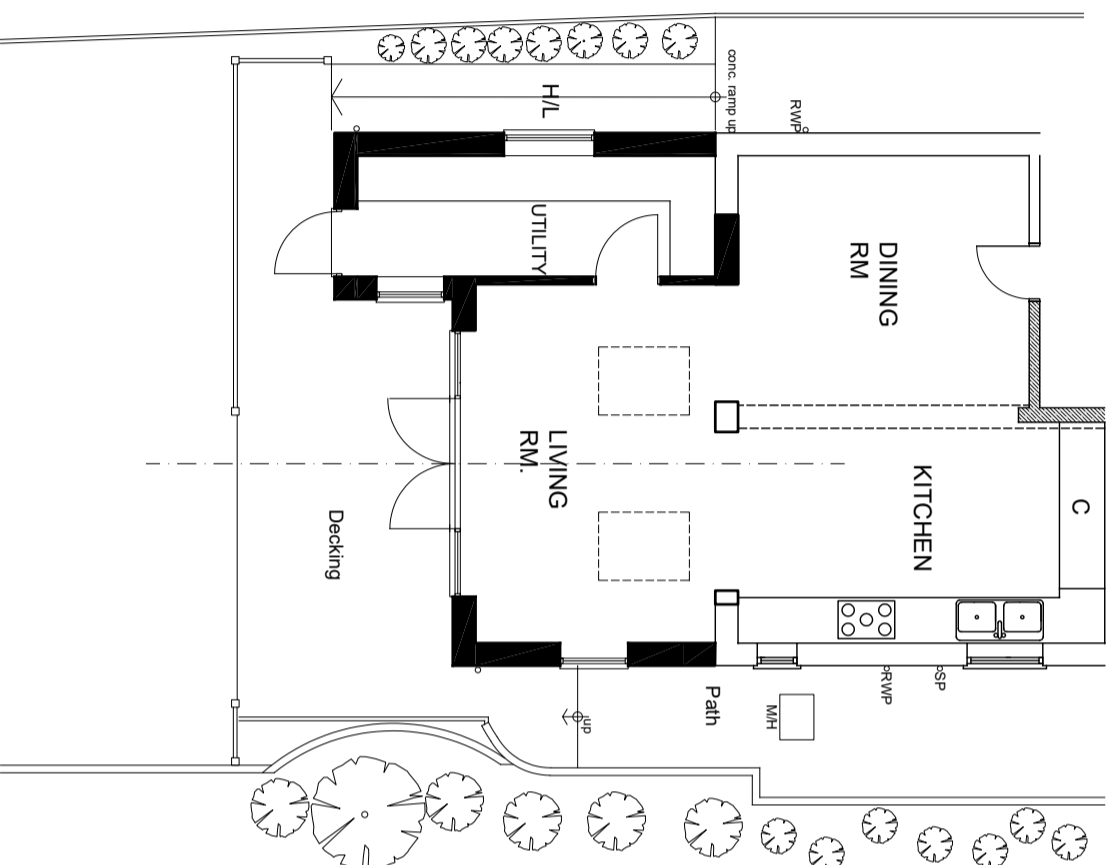 conc. ramp up
RWP
H/L
UTILITY
DINING
RM
LIVING
RM.
KITCHEN
C
Decking
Path
M/H
RWP
SP
up